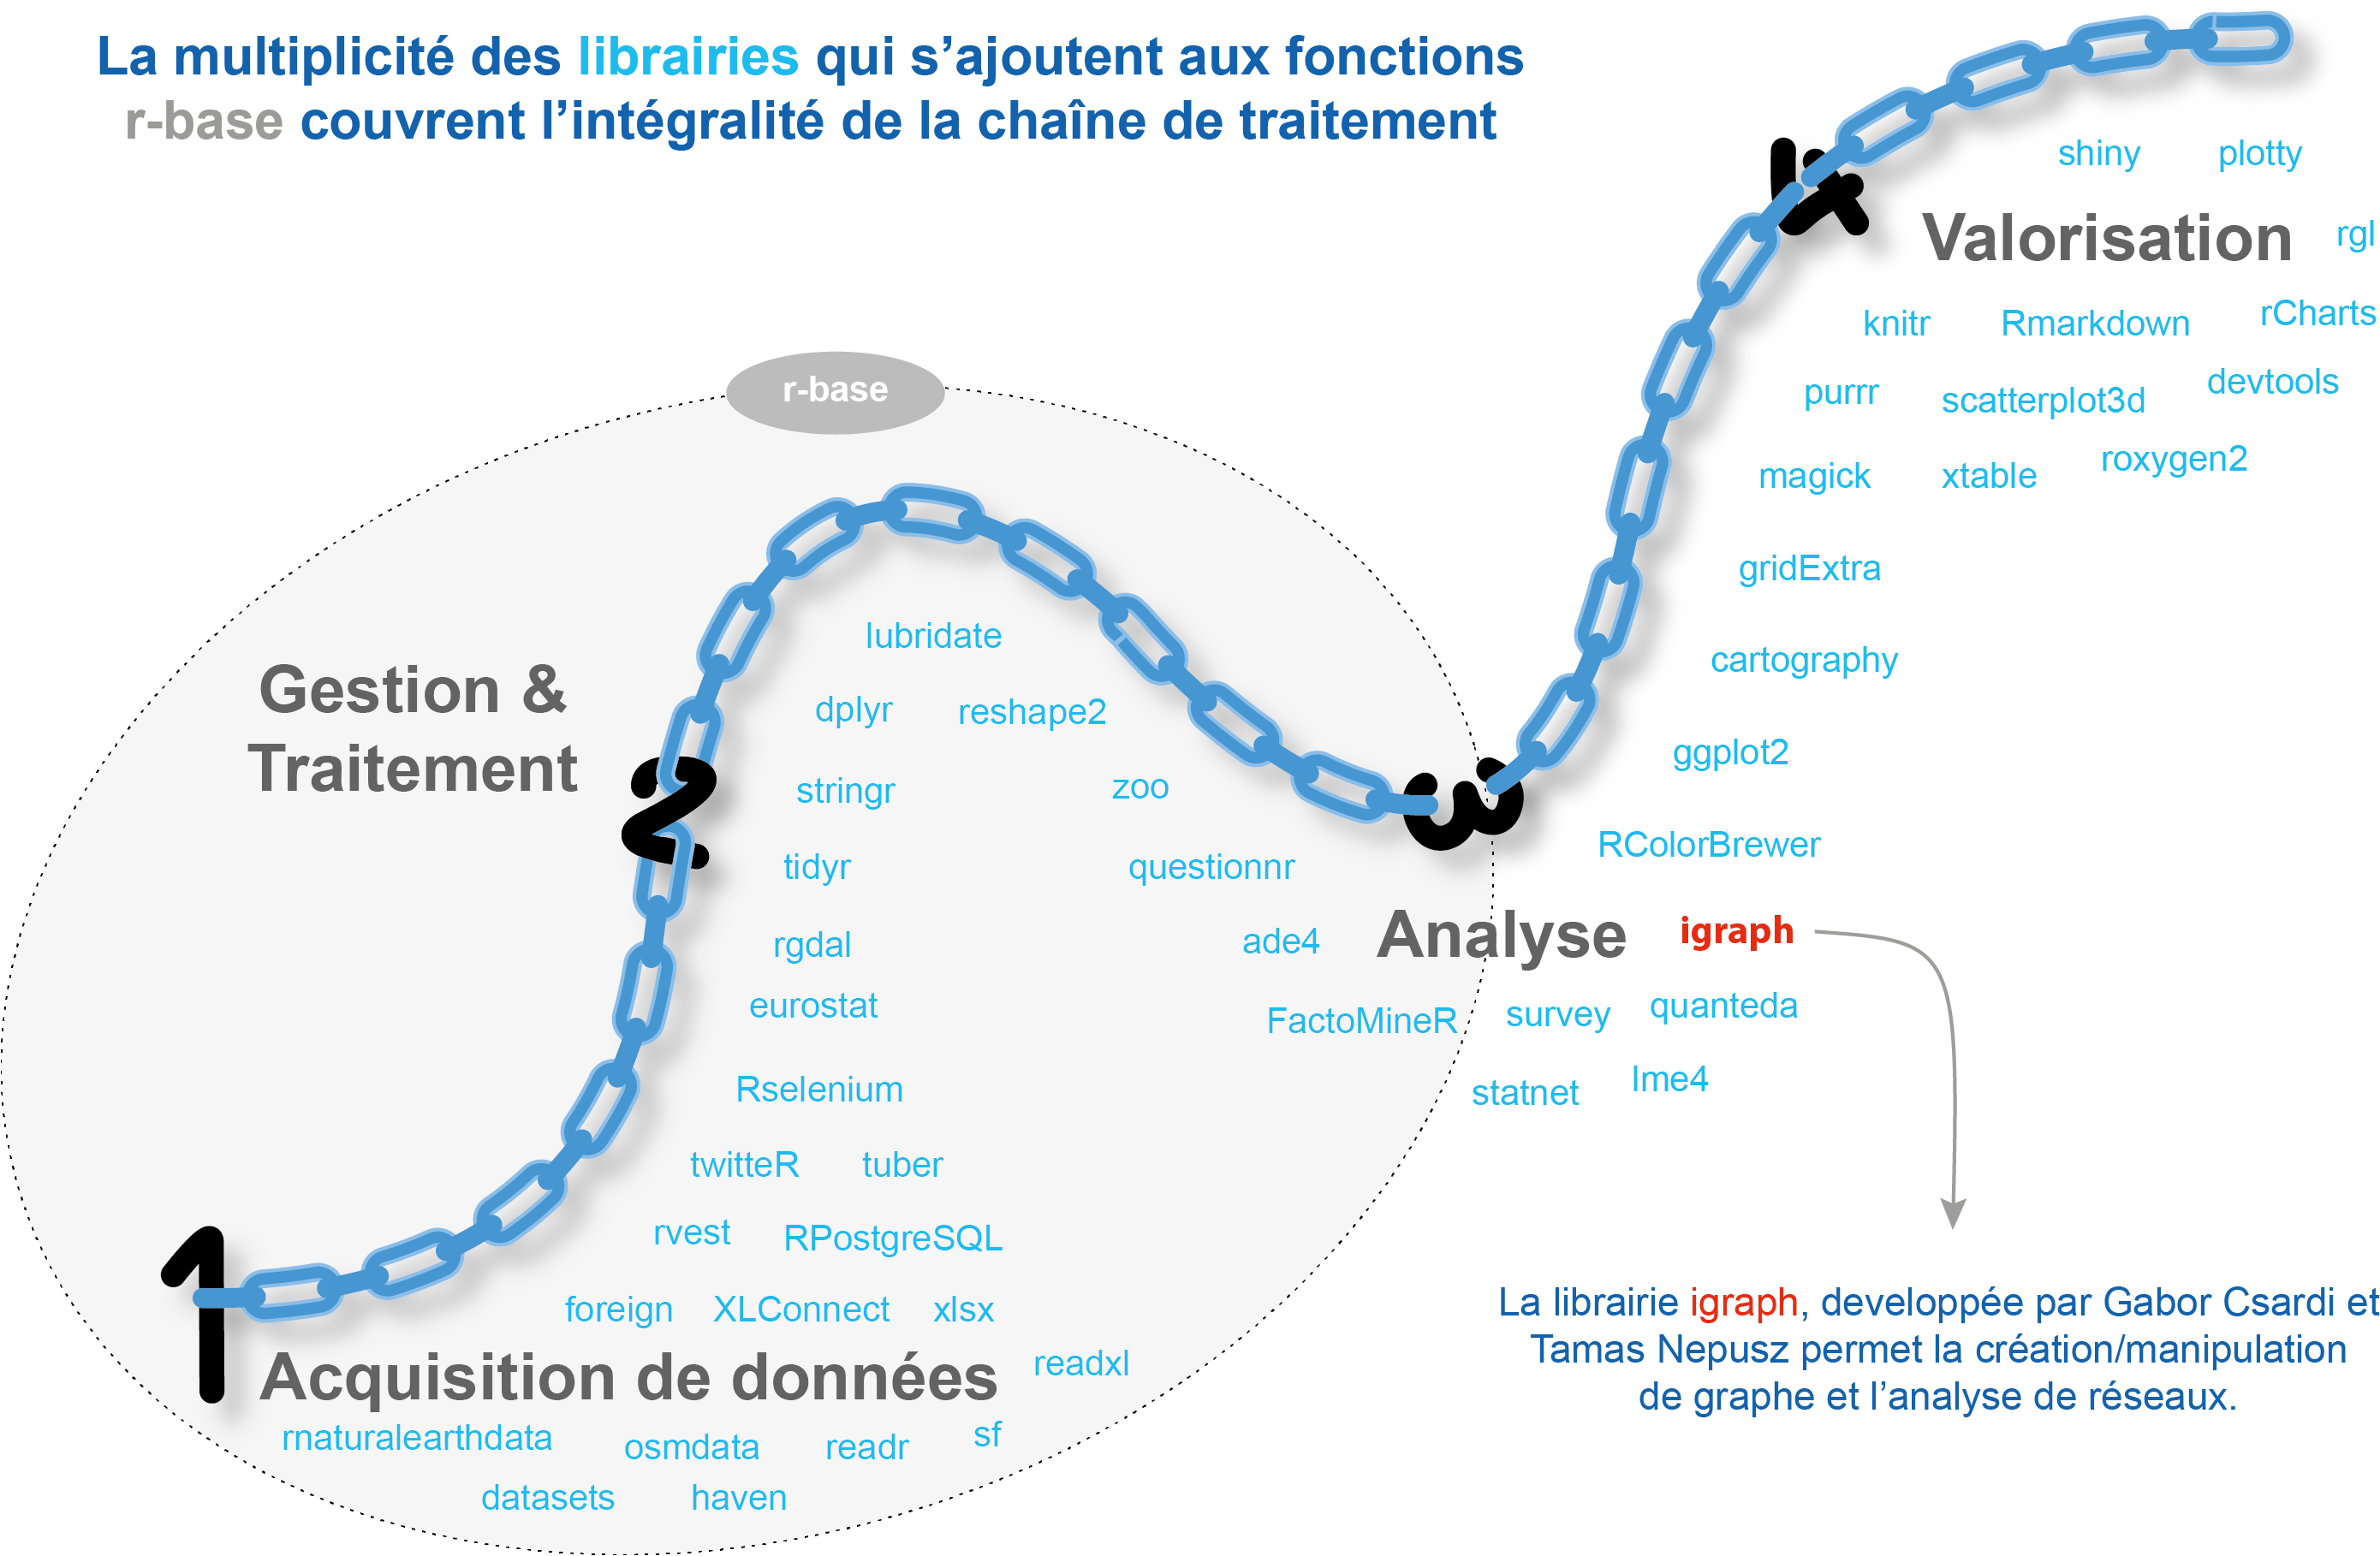 La multiplicité des librairies qui s’ajoutent aux fonctions
r-base couvrent l’intégralité de la chaîne de traitement
4
shiny plotty
Valorisation rgl
knitr Rmarkdown rCharts
purrr scatterplot3d devtools
magick xtable roxygen2
gridExtra
cartography
ggplot2
RColorBrewer
r-base
2
Gestion &
Traitement
lubridate
dplyr reshape2
stringr zoo
tidyr questionnr
rgdal
eurostat
Rselenium
twitteR tuber
rvest RPostgreSQL
foreign XLConnect xlsx
3
ade4 Analyse igraph
FactoMineR survey quanteda
statnet lme4
1
Acquisition de données readxl
rnaturalearthdata osmdata readr sf
datasets haven
La librairie igraph, developpée par Gabor Csardi et
Tamas Nepusz permet la création/manipulation
de graphe et l’analyse de réseaux.